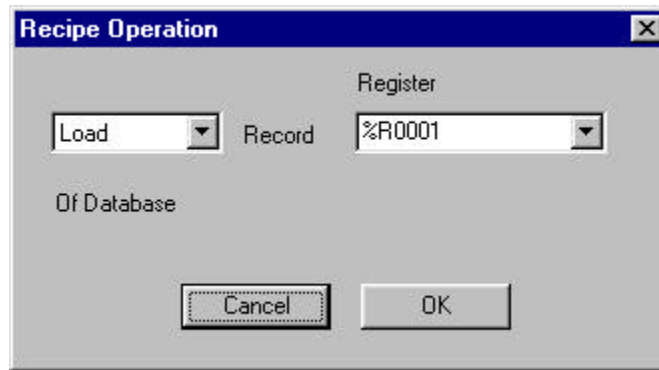 Recipe Operation
Register
Load Record %R0001
Of Database
Cancel OK